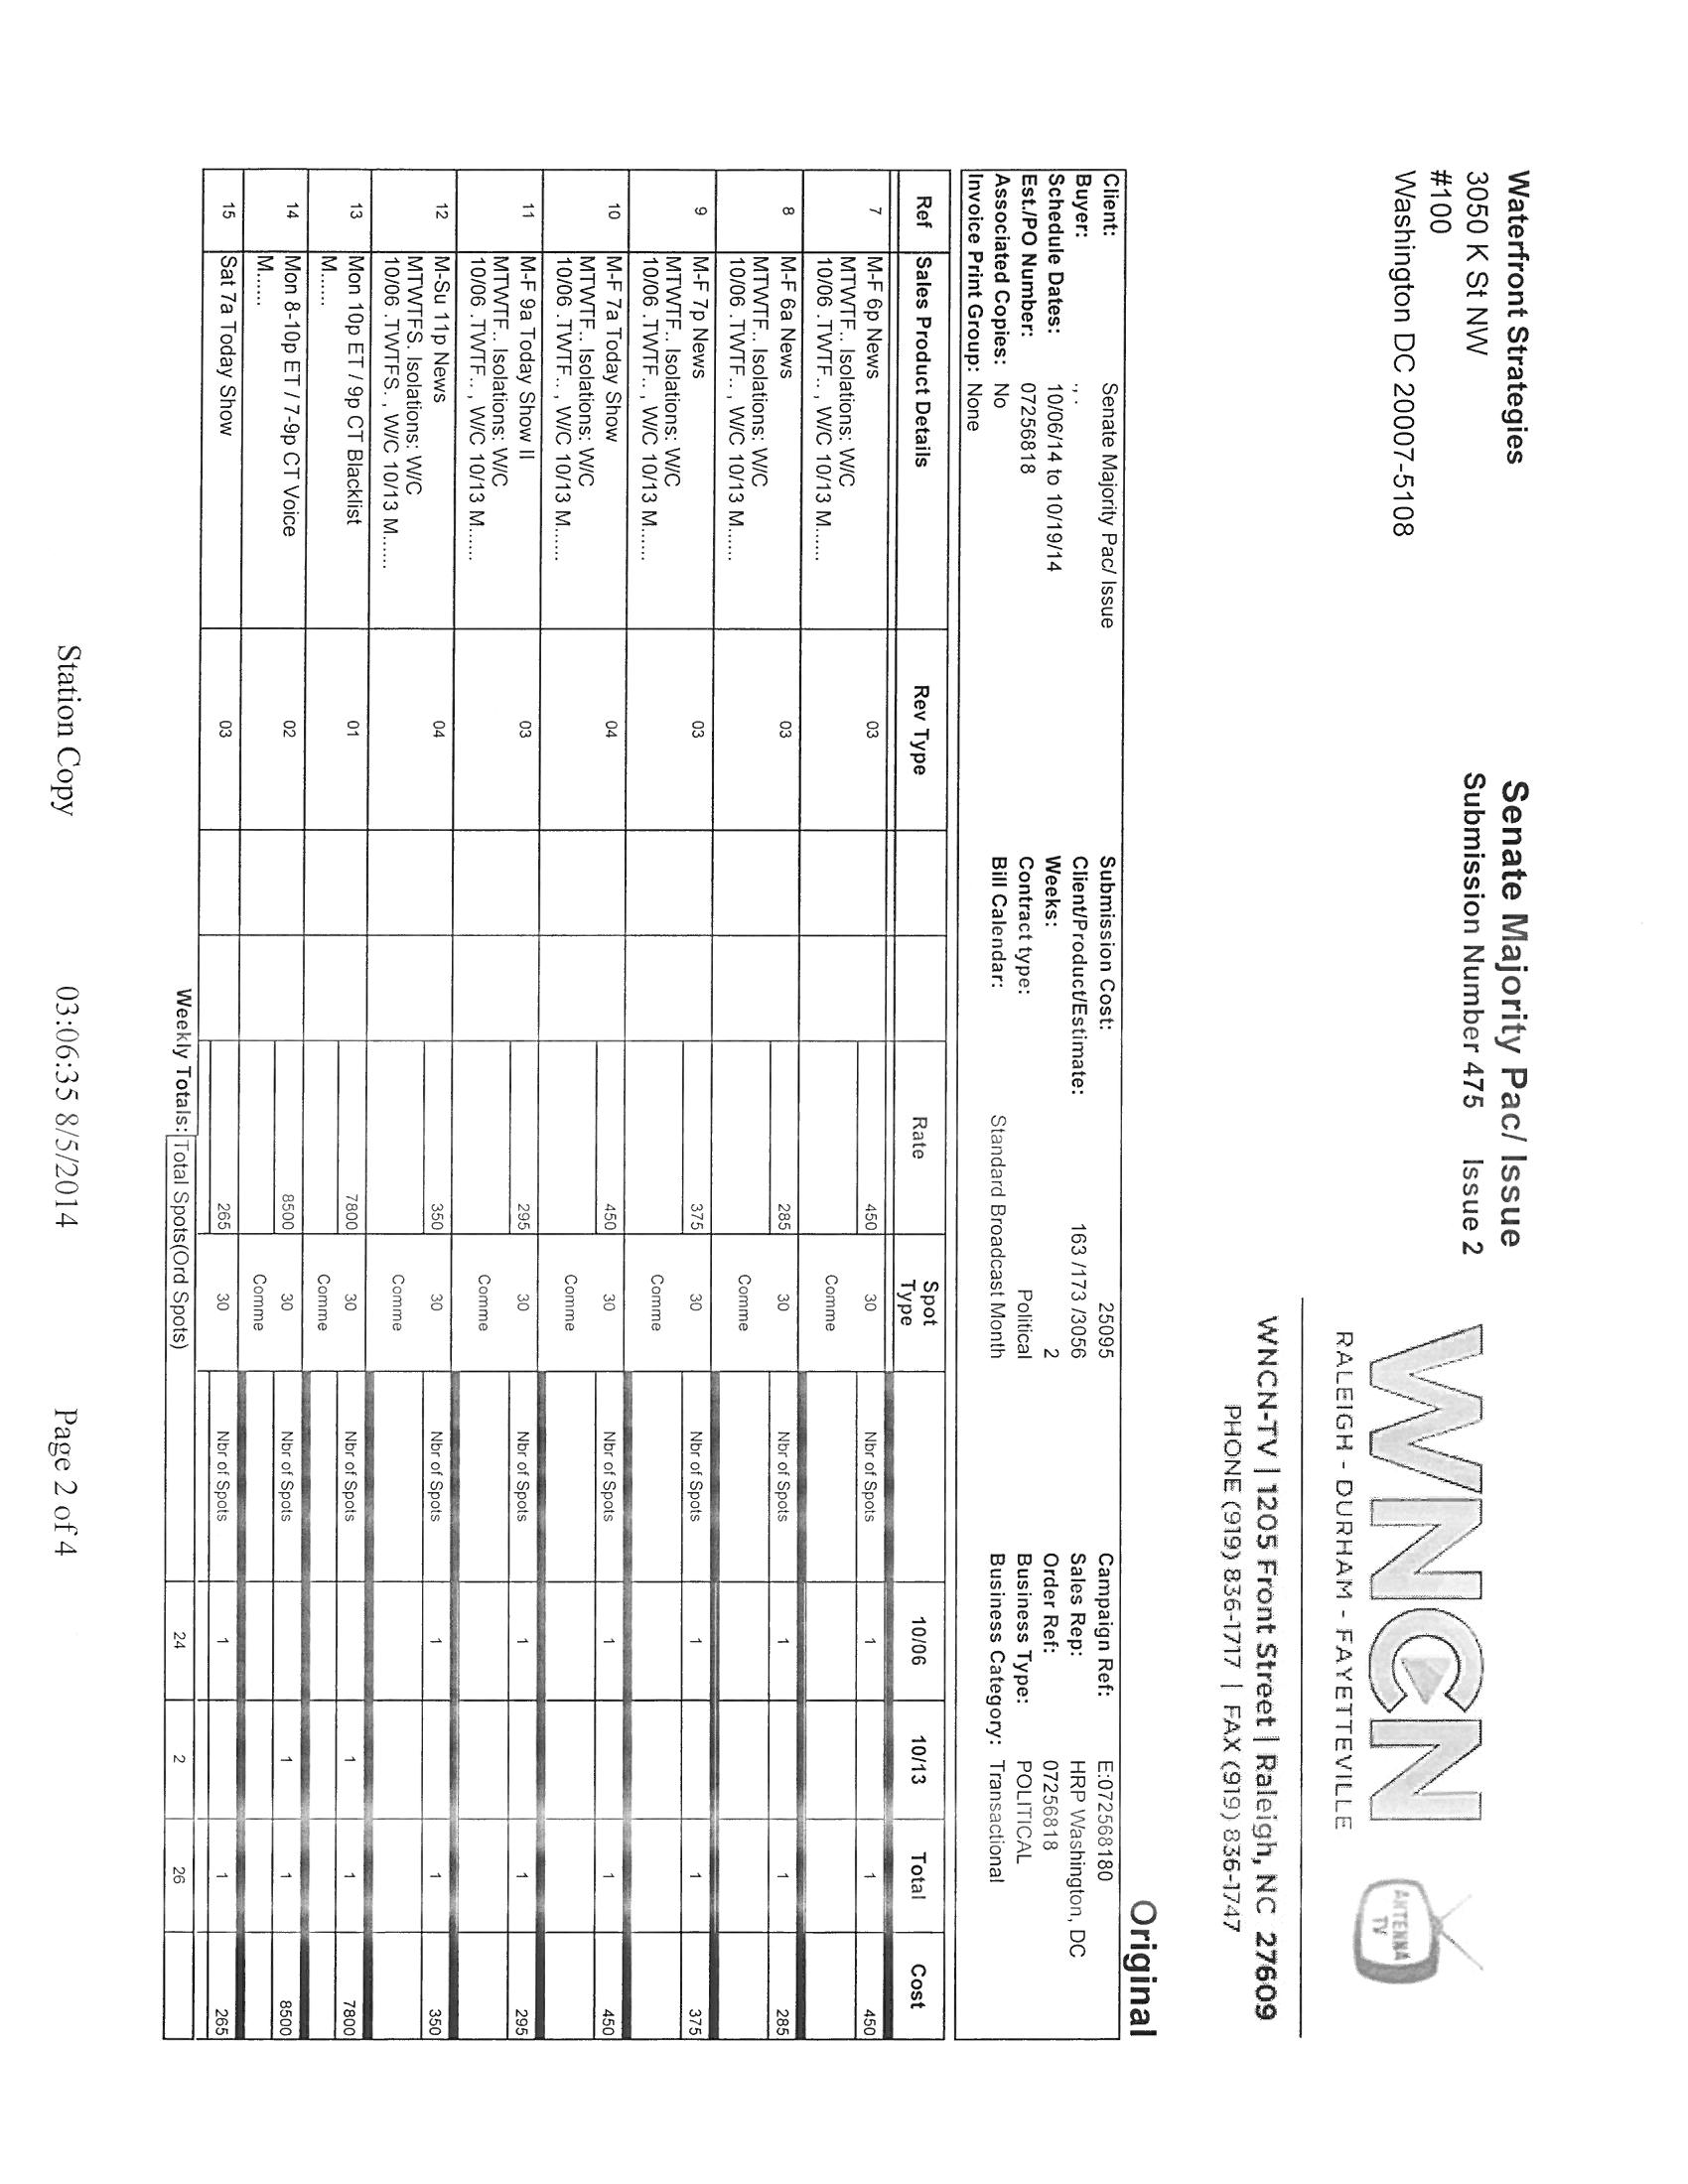 Waterfront Strategies
3050 K St NW
#100
Washington DC 20007-5108
Senate Majority Pac/ Issue
Submission Number 475 Issue 2
WNCN
RALEIGH - DURHAM - FAYETTEVILLE
ANTENNA
TV
WNCN-TV | 1205 Front Street | Raleigh, NC 27609
PHONE (919) 836-1717 | FAX (919) 836-1747
Original
Client: Senate Majority Pac/ Issue Submission Cost: 25095 Campaign Ref: E:072568180
Buyer: ., . Client/Product/Estimate: 163 /173 /3056 Sales Rep: HRP Washington, DC
Schedule Dates: 10/06/14 to 10/19/14 Weeks: 2 Order Ref: 07256818
Est./PO Number: 07256818 Contract type: Political Business Type: POLITICAL
Associated Copies: No Bill Calendar: Standard Broadcast Month Business Category: Transactional
Invoice Print Group: None
Ref Sales Product Details Rev Type Rate Spot Type 10/06 10/13 Total Cost
7 M-F 6p News 03 450 30 Nbr of Spots 1 1 450
MTWTF.. Isolations: W/C Comme
10/06 .TWTF.. , W/C 10/13 M......
8 M-F 6a News 03 285 30 Nbr of Spots 1 1 285
MTWTF.. Isolations: W/C Comme
10/06 .TWTF.. , W/C 10/13 M......
9 M-F 7p News 03 375 30 Nbr of Spots 1 1 375
MTWTF.. Isolations: W/C Comme
10/06 .TWTF.. , W/C 10/13 M......
10 M-F 7a Today Show 04 450 30 Nbr of Spots 1 1 450
MTWTF.. Isolations: W/C Comme
10/06 .TWTF.. , W/C 10/13 M......
11 M-F 9a Today Show II 03 295 30 Nbr of Spots 1 1 295
MTWTF.. Isolations: W/C Comme
10/06 .TWTF.. , W/C 10/13 M......
12 M-Su 11p News 04 350 30 Nbr of Spots 1 1 350
MTWTFS. Isolations: W/C Comme
10/06 .TWTFS. , W/C 10/13 M......
13 Mon 10p ET / 9p CT Blacklist 01 7800 30 Nbr of Spots 1 1 7800
M...... Comme
14 Mon 8-10p ET / 7-9p CT Voice 02 8500 30 Nbr of Spots 1 1 8500
M...... Comme
15 Sat 7a Today Show 03 265 30 Nbr of Spots 1 1 265
Weekly Totals: Total Spots(Ord Spots) 24 2 26
Station Copy 03:06:35 8/5/2014 Page 2 of 4